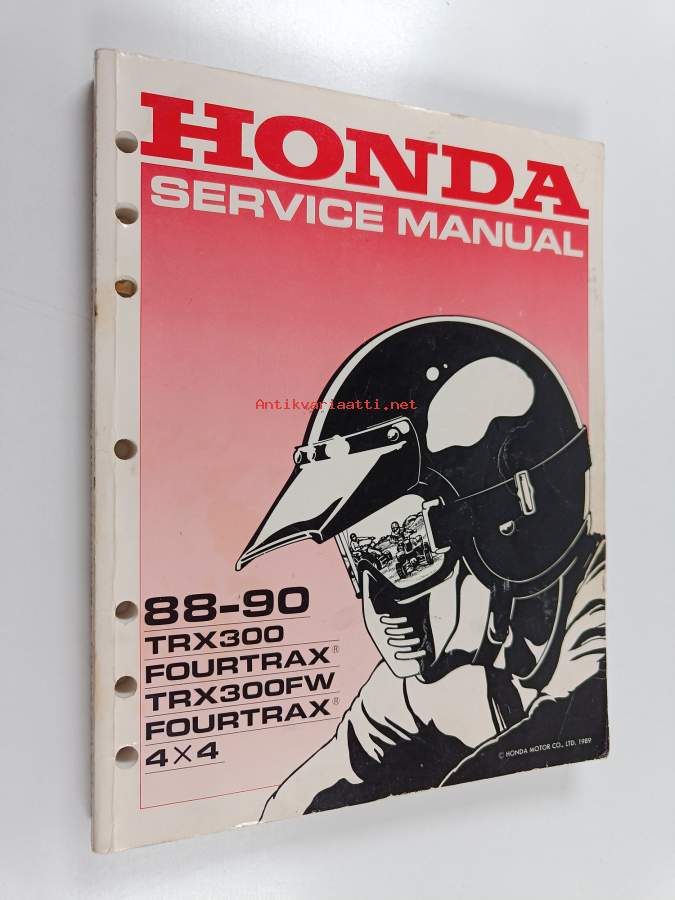 HONDA
SERVICE MANUAL
Antikvariaatti.net
88-90
TRX300
FOURTRAX®
TRX300FW
FOURTRAX®
4×4
© HONDA MOTOR CO., LTD. 1989